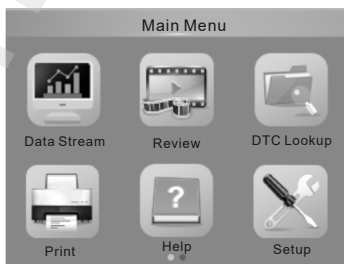 Main Menu
Data Stream
Review
DTC Lookup
?
Print
Help
Setup